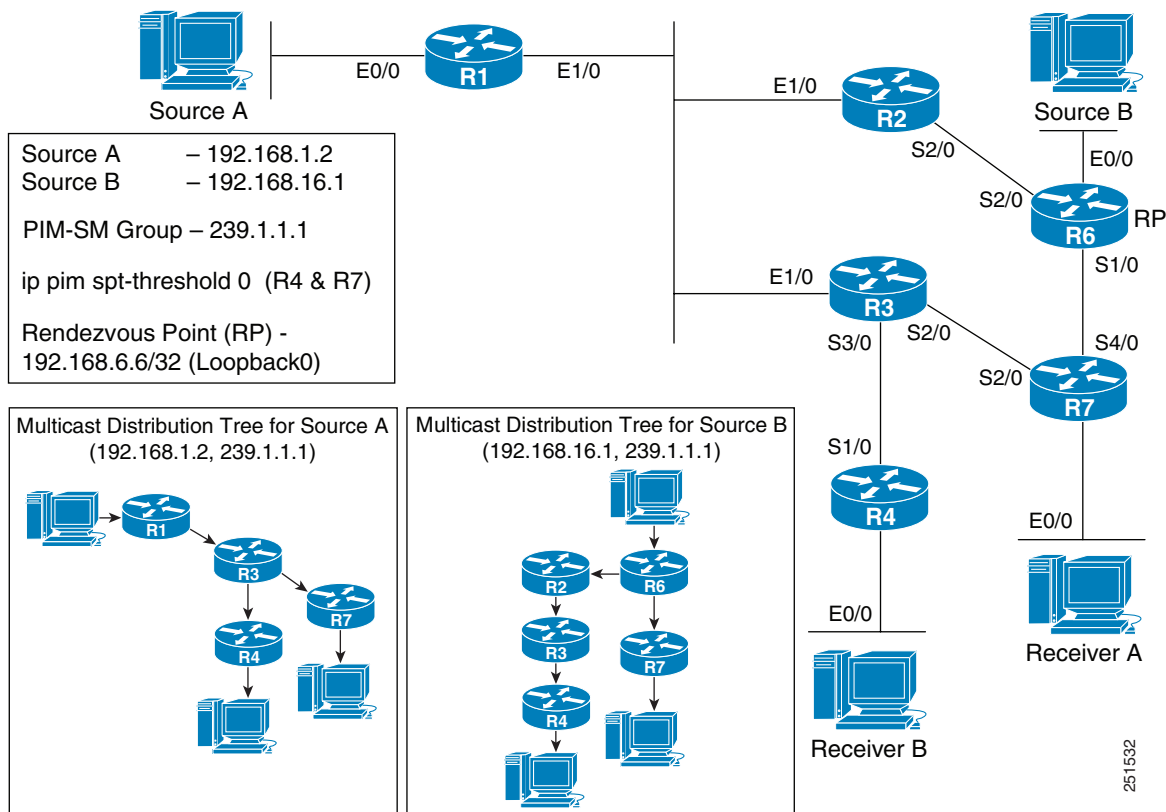 Source A
E0/0
R1
E1/0
E1/0
R2
S2/0
Source B
E0/0
S2/0
R6
RP
S1/0
Source A – 192.168.1.2
Source B – 192.168.16.1
PIM-SM Group – 239.1.1.1
ip pim spt-threshold 0 (R4 & R7)
Rendezvous Point (RP) -
192.168.6.6/32 (Loopback0)
E1/0
R3
S3/0
S2/0
S4/0
S2/0
R7
S1/0
R4
E0/0
E0/0
Receiver A
Receiver B
Multicast Distribution Tree for Source A
(192.168.1.2, 239.1.1.1)
R1
R3
R7
R4
Multicast Distribution Tree for Source B
(192.168.16.1, 239.1.1.1)
R2
R6
R3
R7
R4
251532